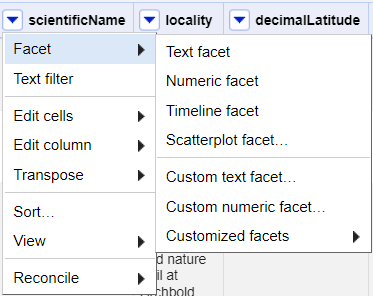 scientificName locality decimalLatitude
Facet
Text filter
Edit cells
Edit column
Transpose
Sort...
View
Reconcile
Text facet
Numeric facet
Timeline facet
Scatterplot facet...
Custom text facet...
Custom numeric facet...
Customized facets
d nature
il at